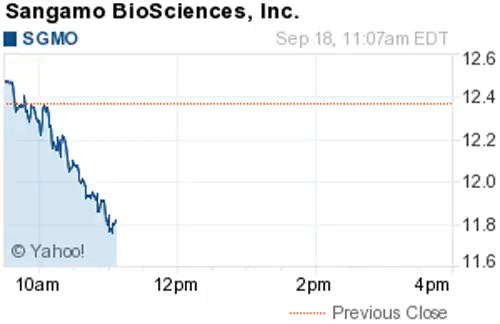 Sangamo BioSciences, Inc.
SGMO Sep 18, 11:07am EDT
12.6
12.4
12.2
12.0
11.8
11.6
© Yahoo!
10am 12pm 2pm 4pm
Previous Close